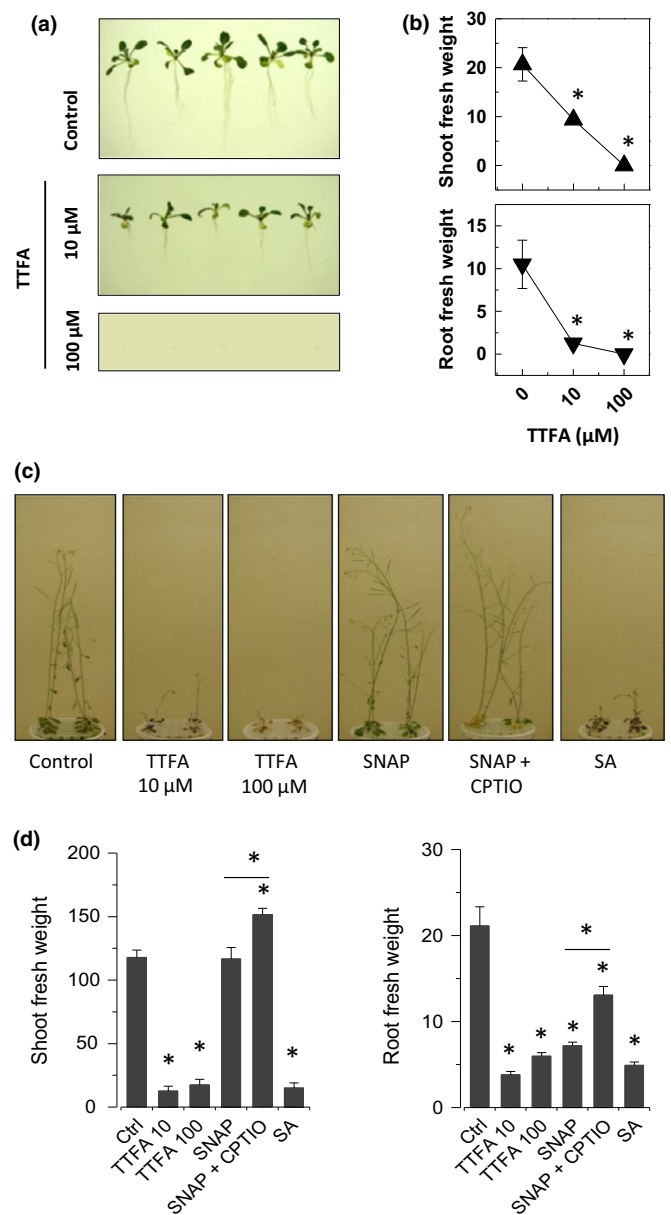 (a)
Control
TTFA
10 µM
100 µM
(b)
Shoot fresh weight
30
20
10
0
*
*
Root fresh weight
15
10
5
0
*
*
0
10
100
TTFA (µM)
(c)
Control
TTFA
10 µM
TTFA
100 µM
SNAP
SNAP +
CPTIO
SA
(d)
Shoot fresh weight
200
150
100
50
0
*
*
*
*
*
Ctrl
TTFA 10
TTFA 100
SNAP
SNAP + CPTIO
SA
Root fresh weight
30
20
10
0
*
*
*
*
*
*
Ctrl
TTFA 10
TTFA 100
SNAP
SNAP + CPTIO
SA